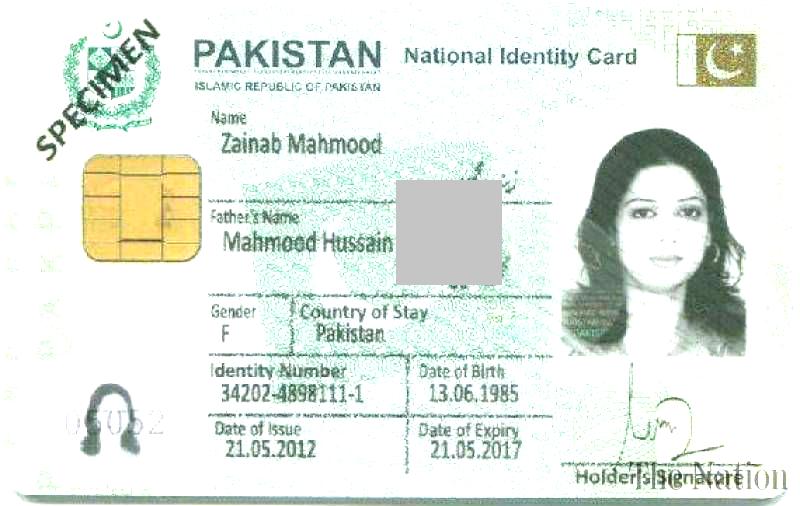 SPECIMEN
PAKISTAN National Identity Card
ISLAMIC REPUBLIC OF PAKISTAN
Name
Zainab Mahmood
Father's Name
Mahmood Hussain
Gender Country of Stay
F Pakistan
Identity Number Date of Birth
34202-4898111-1 13.06.1985
Date of Issue Date of Expiry
21.05.2012 21.05.2017
Holder's Signature
The Nation